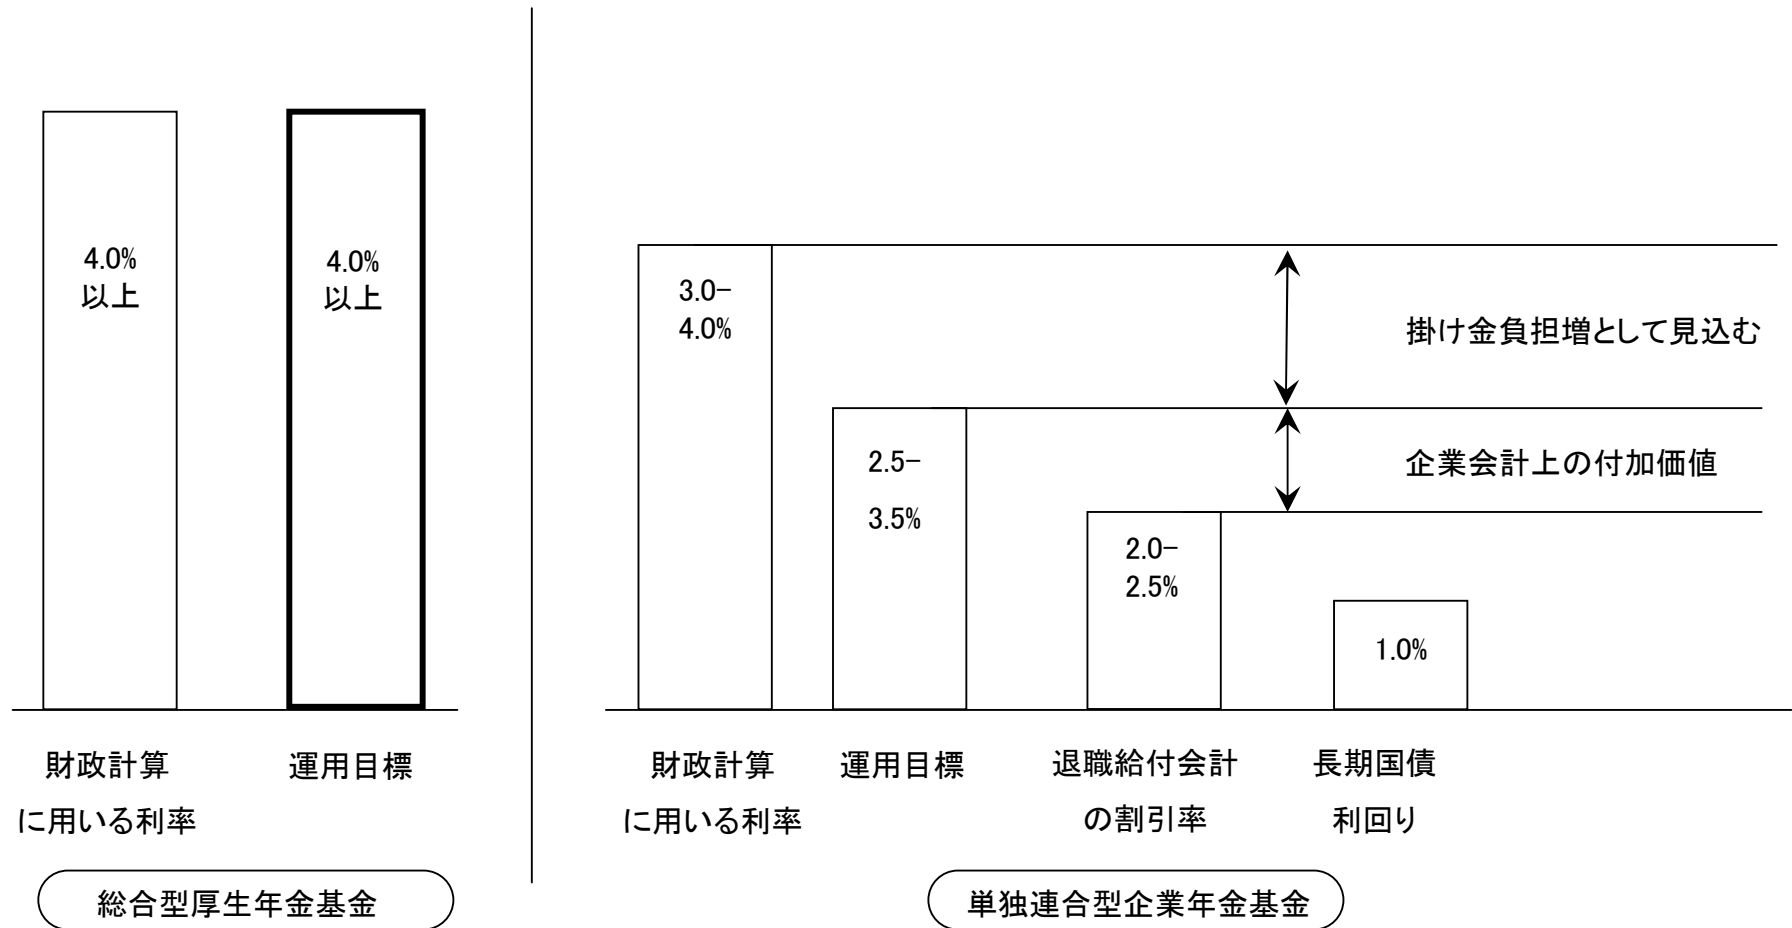 4.0%
以上
4.0%
以上
財政計算
に用いる利率
運用目標
総合型厚生年金基金
3.0−
4.0%
掛け金負担増として見込む
2.5−
3.5%
企業会計上の付加価値
2.0−
2.5%
1.0%
財政計算
に用いる利率
運用目標
退職給付会計
の割引率
長期国債
利回り
単独連合型企業年金基金